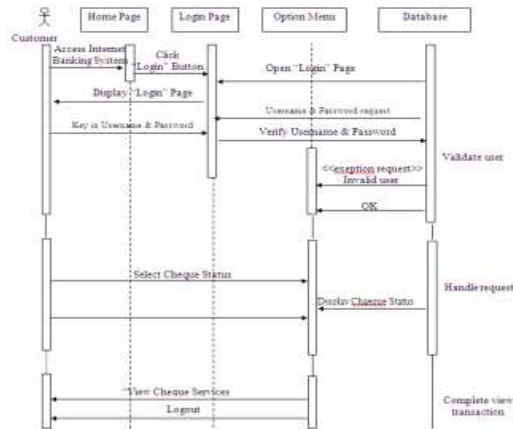 Home Page
Login Page
Option Menu
Database
Customer
Access Internet
Banking System
Click
"Login" Button
Open "Login" Page
Display "Login" Page
Username & Password request
Key in Username & Password
Verify Username & Password
Validate user
<<exeption request>>
Invalid user
OK
Select Cheque Status
Handle request
Display Chaeque Status
"View Cheque Services
Logout
Complete view
transaction